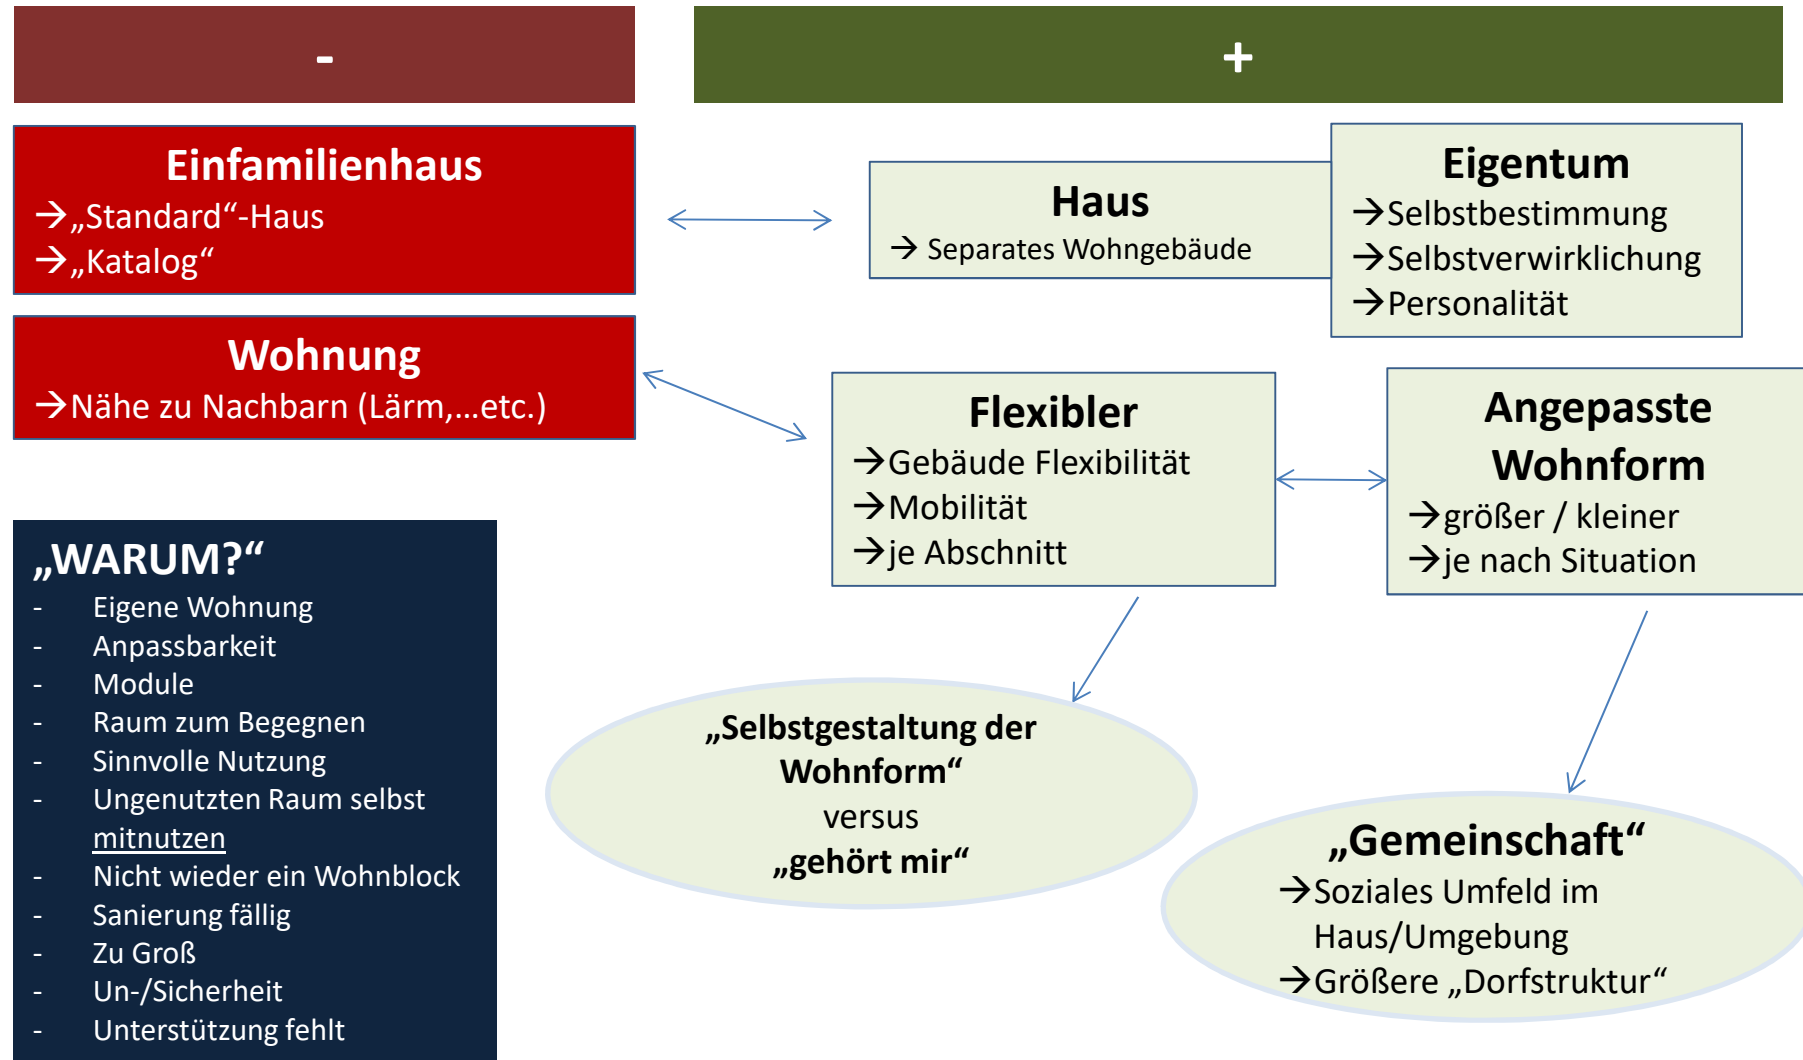 -
+
Einfamilienhaus
→„Standard“-Haus
→„Katalog“
Wohnung
→Nähe zu Nachbarn (Lärm,...etc.)
Haus
→ Separates Wohngebäude
Eigentum
→Selbstbestimmung
→Selbstverwirklichung
→Personalität
Flexibler
→Gebäude Flexibilität
→Mobilität
→je Abschnitt
Angepasste
Wohnform
→größer / kleiner
→je nach Situation
„WARUM?“
- Eigene Wohnung
- Anpassbarkeit
- Module
- Raum zum Begegnen
- Sinnvolle Nutzung
- Ungenutzten Raum selbst
mitnutzen
- Nicht wieder ein Wohnblock
- Sanierung fällig
- Zu Groß
- Un-/Sicherheit
- Unterstützung fehlt
„Selbstgestaltung der
Wohnform“
versus
„gehört mir“
„Gemeinschaft“
→Soziales Umfeld im
Haus/Umgebung
→Größere „Dorfstruktur“